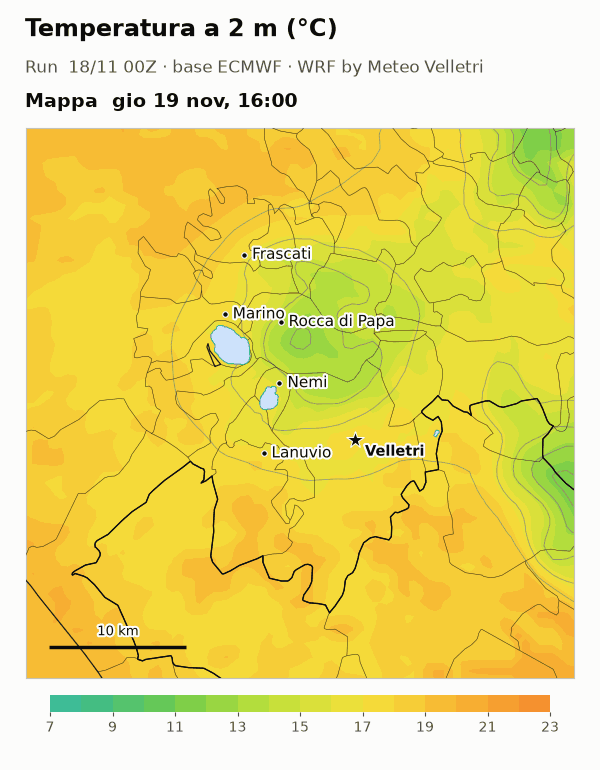 Temperatura a 2 m (°C)
Run 18/11 00Z · base ECMWF · WRF by Meteo Velletri
Mappa gio 19 nov, 16:00
Frascati
Marino
Rocca di Papa
Nemi
Velletri
Lanuvio
10 km
7 9 11 13 15 17 19 21 23